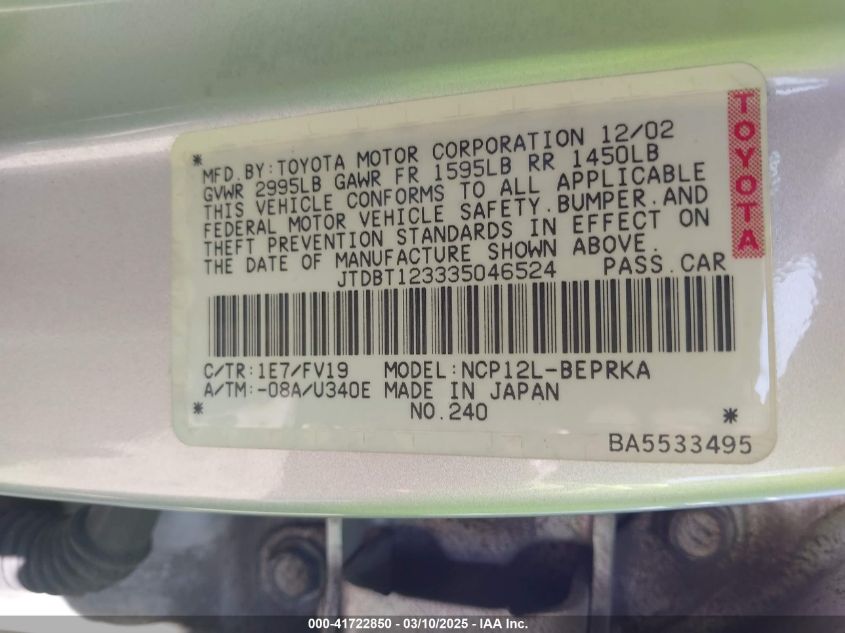 * MFD.BY:TOYOTA MOTOR CORPORATION 12/02
GVWR 2995LB GAWR FR 1595LB RR 1450LB
THIS VEHICLE CONFORMS TO ALL APPLICABLE
FEDERAL MOTOR VEHICLE SAFETY.BUMPER.AND
THEFT PREVENTION STANDARDS IN EFFECT ON
THE DATE OF MANUFACTURE SHOWN ABOVE.
JTDBT123335046524 PASS.CAR
TOYOTA
C/TR:1E7/FV19 MODEL:NCP12L-BEPRKA
A/TM:-08A/U340E MADE IN JAPAN
* NO.240 *
BA5533495
000-41722850 / 03/10/2025 - IAA Inc.